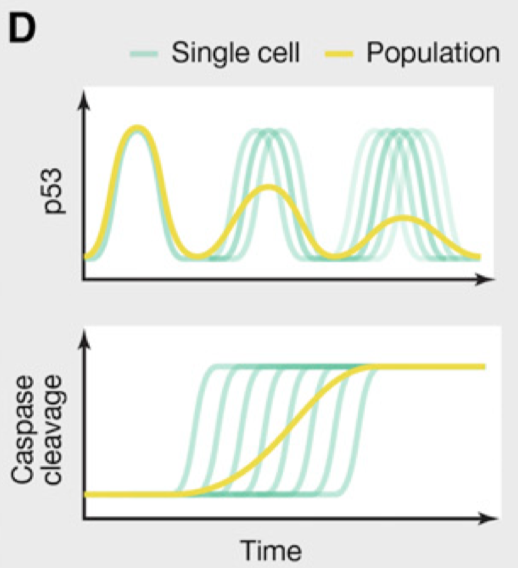 D
Single cell
Population
p53
Caspase
cleavage
Time